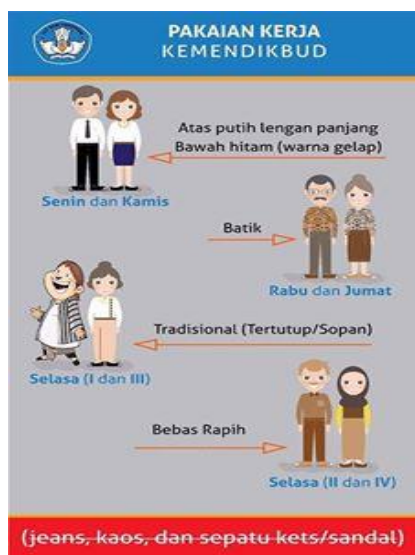 PAKAIAN KERJA
KEMENDIKBUD
Atas putih lengan panjang
Bawah hitam (warna gelap)
Senin dan Kamis
Batik
Rabu dan Jumat
Tradisional (Tertutup/Sopan)
Selasa (I dan III)
Bebas Rapih
Selasa (II dan IV)
(jeans, kaos, dan sepatu kets/sandal)